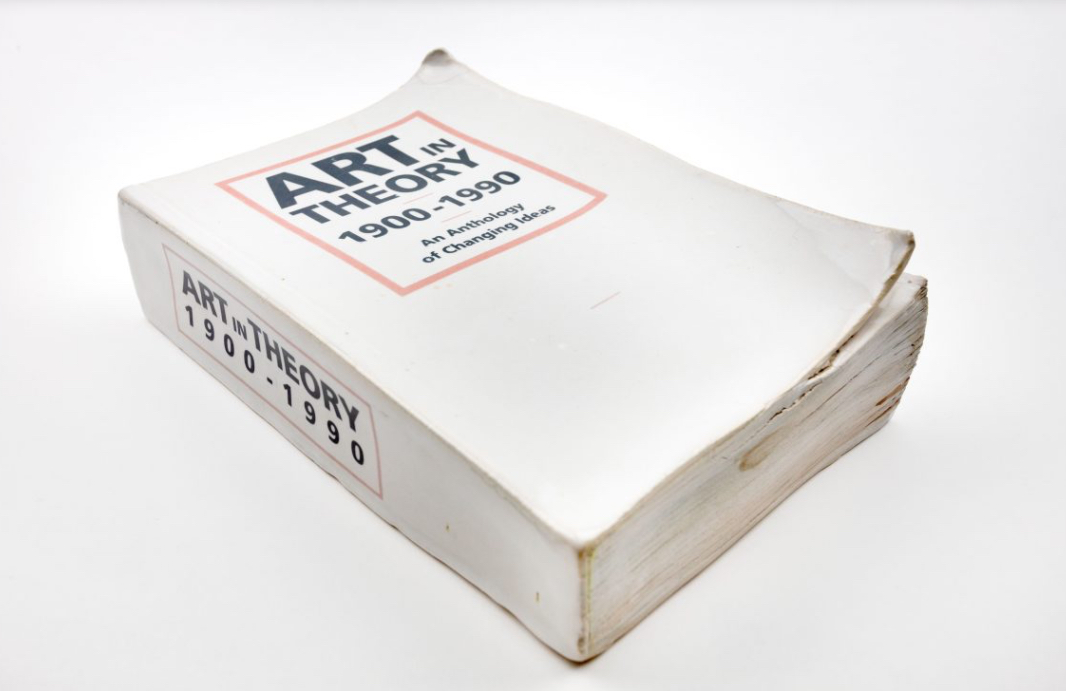 ART IN
THEORY
1900-1990
An Anthology
of Changing Ideas
ART IN THEORY
1900-1990